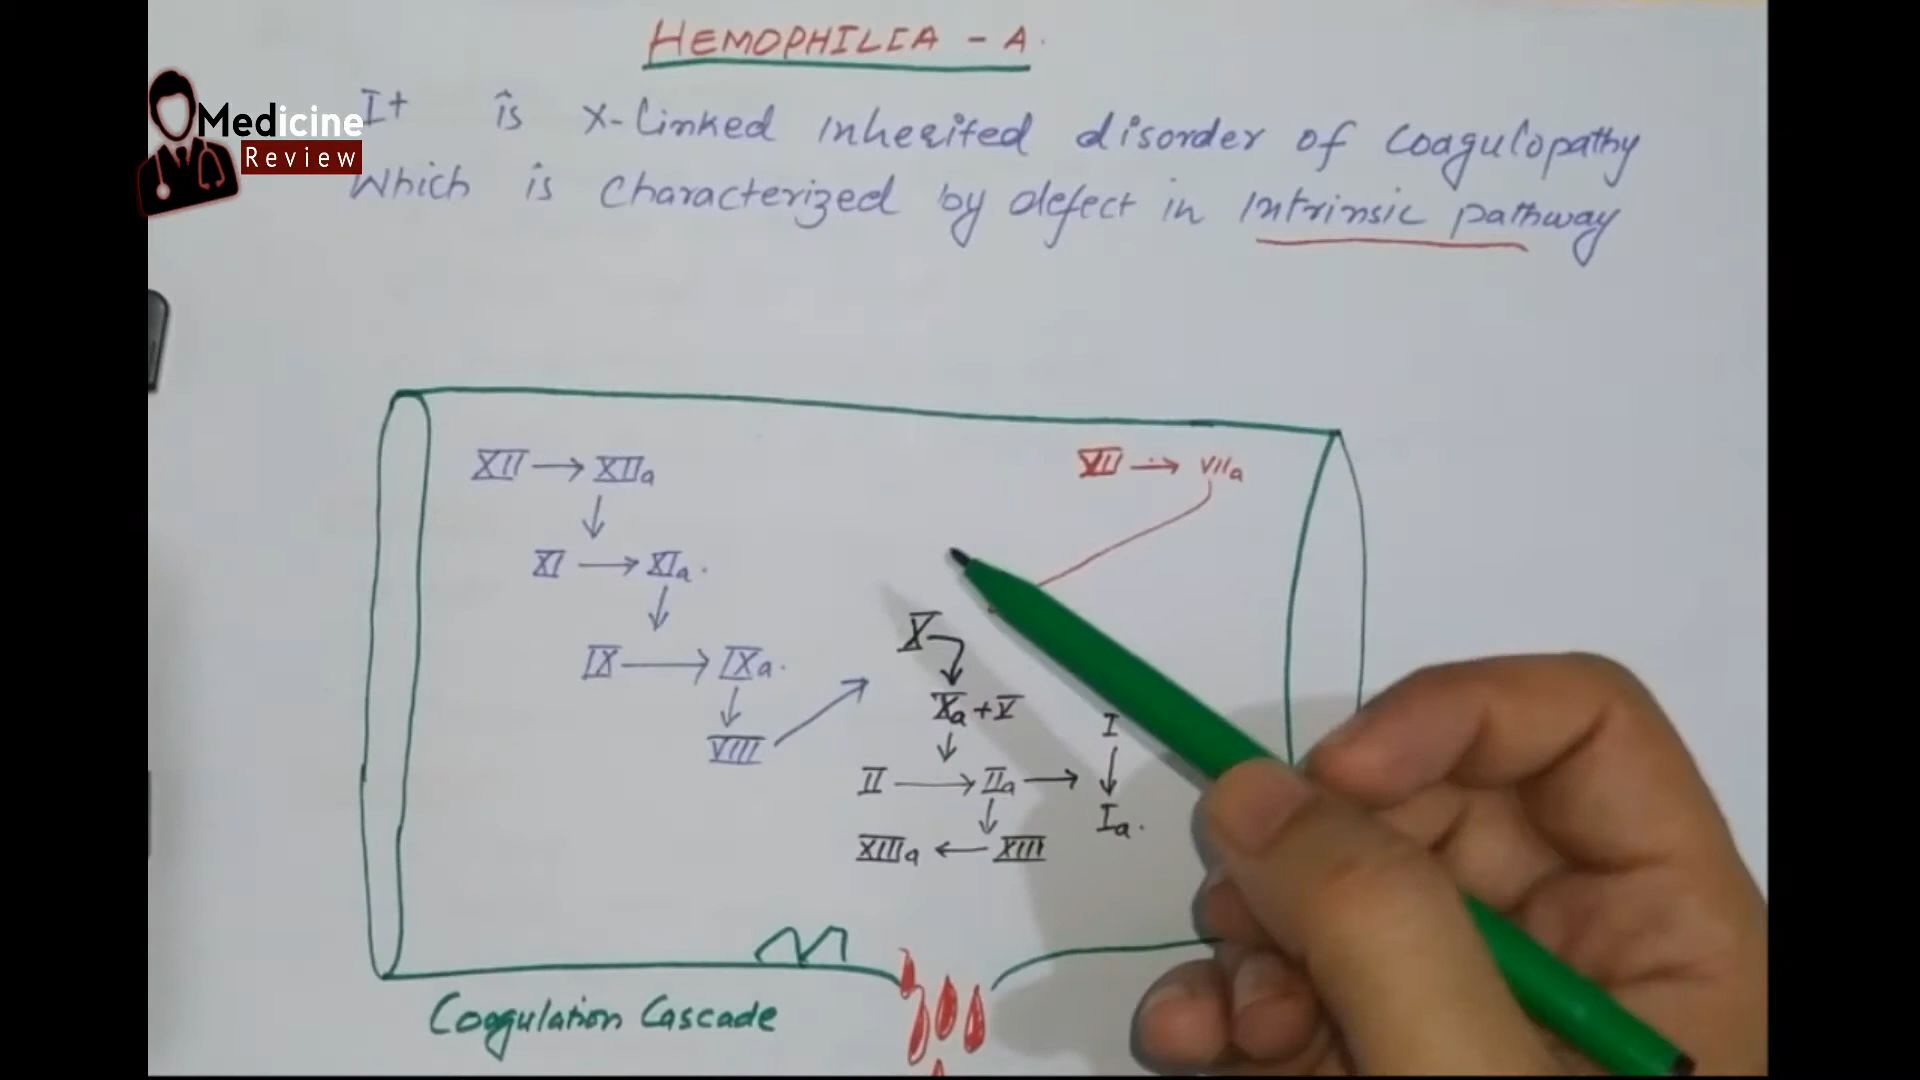 HEMOPHILIA - A.
Medicine
Review
It is X-linked inherited disorder of coagulopathy
Which is characterized by defect in intrinsic pathway
XII → XIIa
VII → VIIa
XI → XIa.
X
IX → IXa.
Xa + V
I
VIII
II → IIa →
Ia.
XIIIa ← XIII
Coagulation Cascade